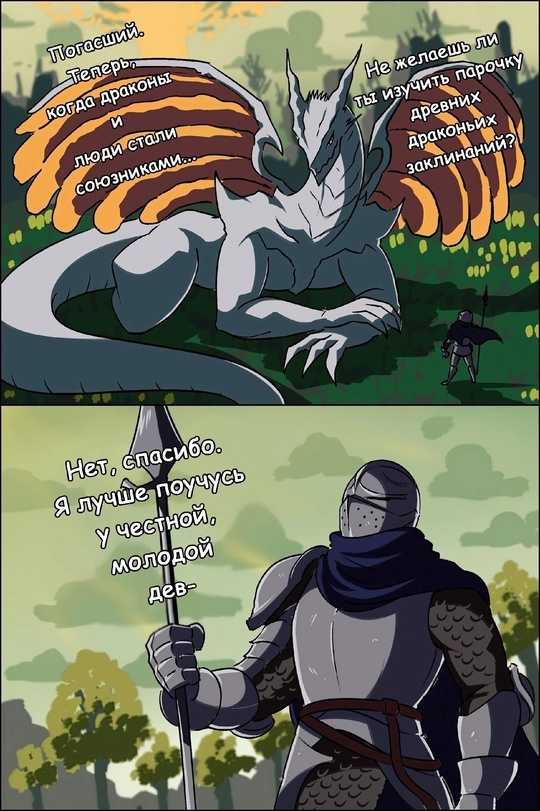 Погасший.
Теперь,
когда драконы
и
люди стали
союзниками...
Не желаешь ли
ты изучить парочку
древних
драконьих
заклинаний?
Нет, спасибо.
Я лучше поучусь
у честной,
молодой
дев-